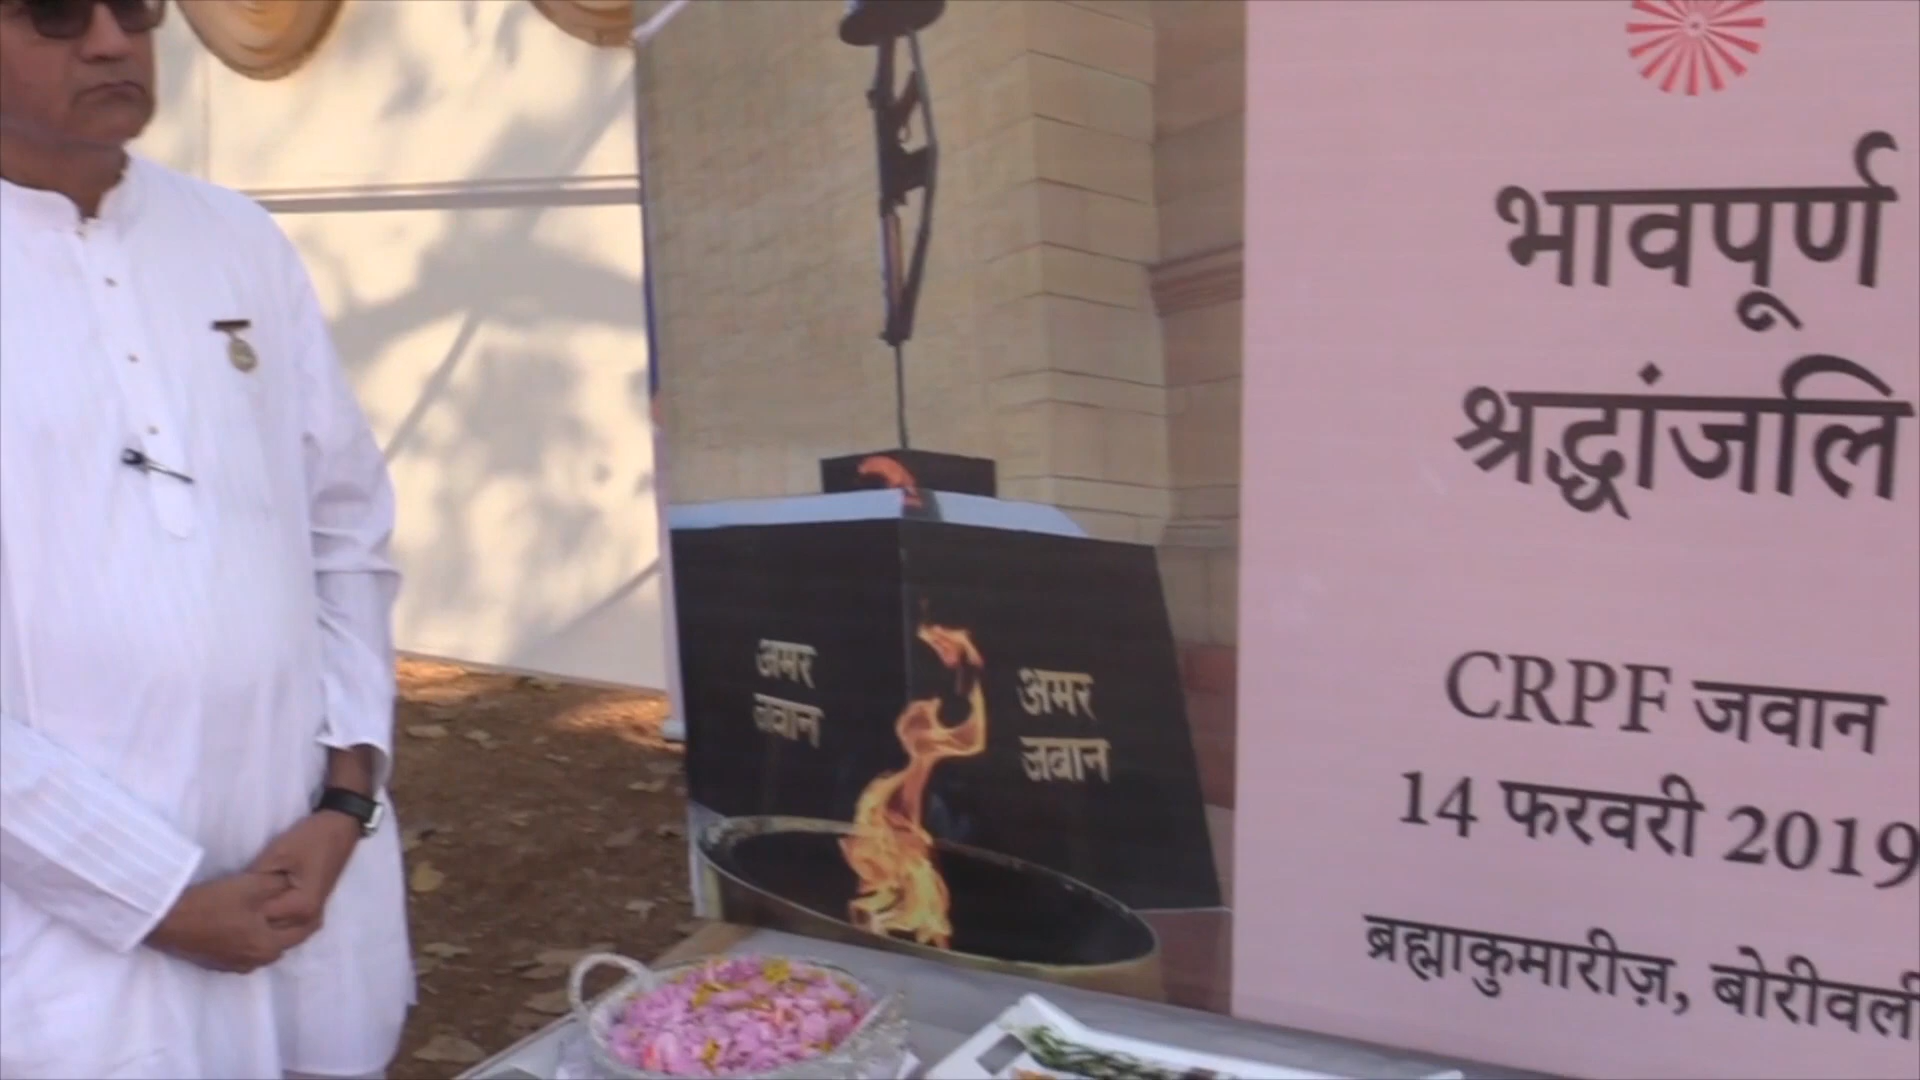 अमर
जवान
अमर
जवान
भावपूर्ण
श्रद्धांजलि
CRPF जवान
14 फरवरी 2019
ब्रह्माकुमारीज़, बोरीवली